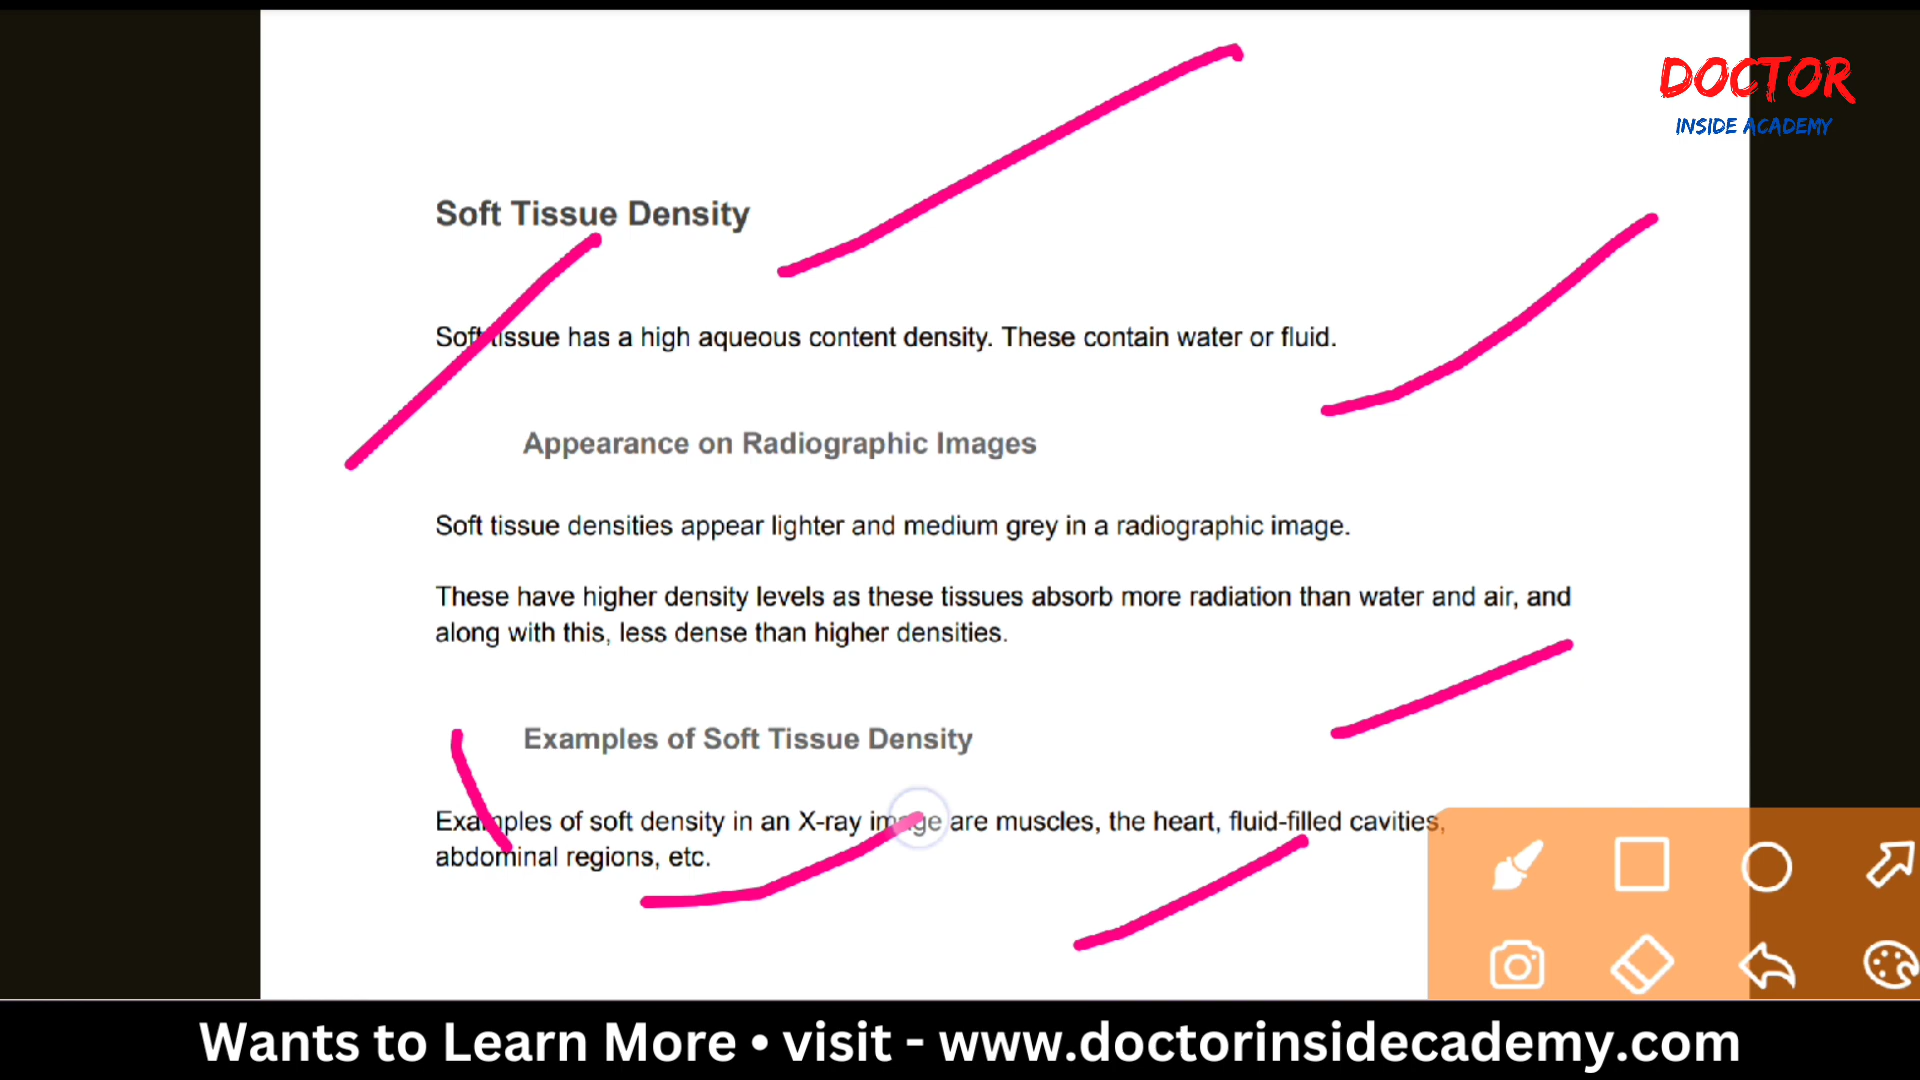 DOCTOR
INSIDE ACADEMY
Soft Tissue Density
Soft tissue has a high aqueous content density. These contain water or fluid.
Appearance on Radiographic Images
Soft tissue densities appear lighter and medium grey in a radiographic image.
These have higher density levels as these tissues absorb more radiation than water and air, and
along with this, less dense than higher densities.
Examples of Soft Tissue Density
Examples of soft density in an X-ray image are muscles, the heart, fluid-filled cavities,
abdominal regions, etc.
Wants to Learn More • visit - www.doctorinsidecademy.com